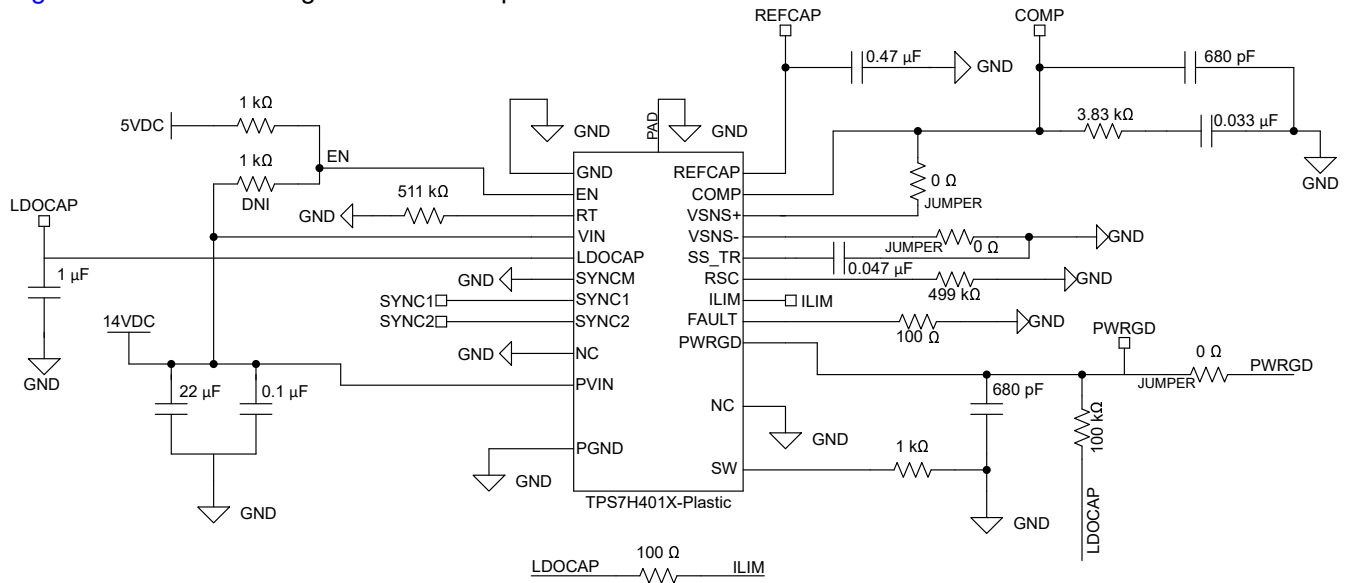 REFCAP
COMP
0.47 µF
GND
680 pF
3.83 kΩ
0.033 µF
GND
1 kΩ
5VDC
EN
1 kΩ
DNI
GND
PAD
GND
511 kΩ
GND
LDOCAP
1 µF
GND
14VDC
22 µF
0.1 µF
GND
GND
SYNC1
SYNC2
GND
GND
GND
EN
RT
VIN
LDOCAP
SYNCM
SYNC1
SYNC2
NC
PVIN
PGND
REFCAP
COMP
VSNS+
VSNS-
SS_TR
RSC
ILIM
FAULT
PWRGD
NC
SW
TPS7H401X-Plastic
0 Ω
JUMPER
JUMPER
0 Ω
GND
0.047 µF
499 kΩ
GND
ILIM
100 Ω
GND
PWRGD
0 Ω
JUMPER
PWRGD
680 pF
100 kΩ
LDOCAP
GND
1 kΩ
GND
LDOCAP
100 Ω
ILIM